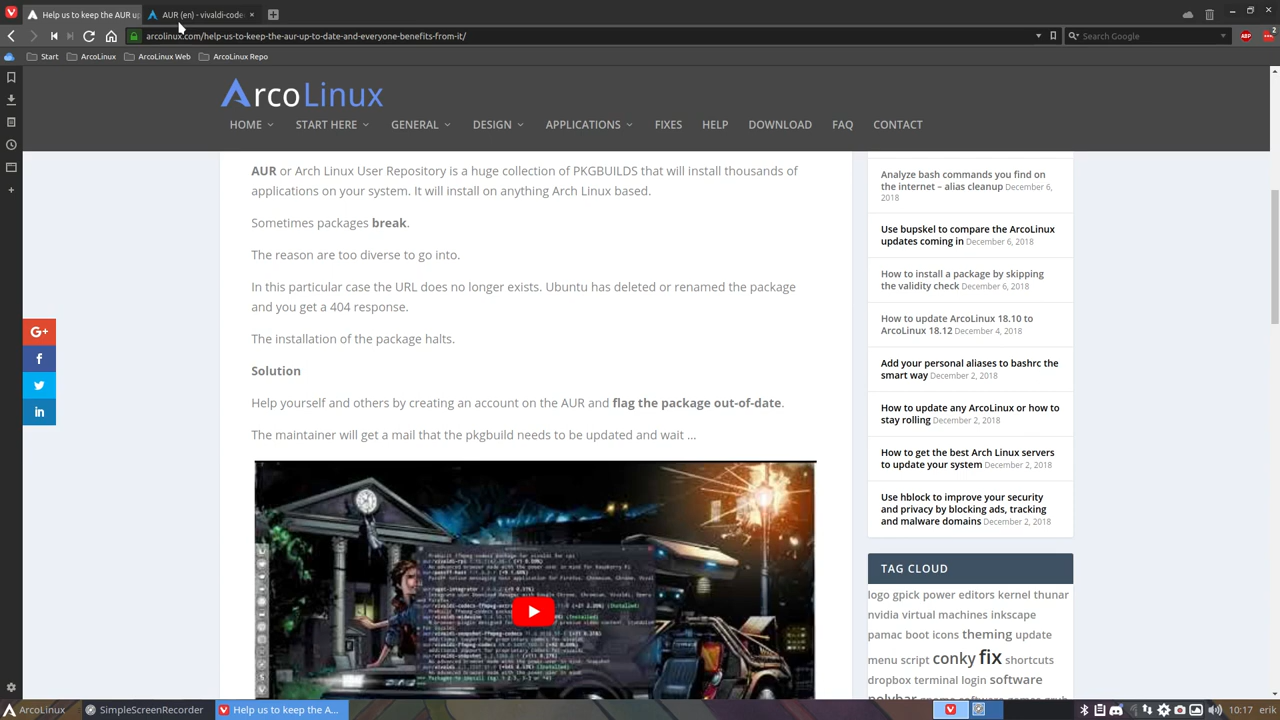 Help us to keep the AUR u
AUR (en) - vivaldi-code
arcolinux.com/help-us-to-keep-the-aur-up-to-date-and-everyone-benefits-from-it/
Search Google
Start
ArcoLinux
ArcoLinux Web
ArcoLinux Repo
ArcoLinux
HOME
START HERE
GENERAL
DESIGN
APPLICATIONS
FIXES
HELP
DOWNLOAD
FAQ
CONTACT
AUR or Arch Linux User Repository is a huge collection of PKGBUILDS that will install thousands of
applications on your system. It will install on anything Arch Linux based.
Sometimes packages break.
The reason are too diverse to go into.
In this particular case the URL does no longer exists. Ubuntu has deleted or renamed the package
and you get a 404 response.
The installation of the package halts.
Solution
Help yourself and others by creating an account on the AUR and flag the package out-of-date.
The maintainer will get a mail that the pkgbuild needs to be updated and wait ...
Analyze bash commands you find on
the internet – alias cleanup December 6,
2018
Use bupskel to compare the ArcoLinux
updates coming in December 6, 2018
How to install a package by skipping
the validity check December 6, 2018
How to update ArcoLinux 18.10 to
ArcoLinux 18.12 December 4, 2018
Add your personal aliases to bashrc the
smart way December 2, 2018
How to update any ArcoLinux or how to
stay rolling December 2, 2018
How to get the best Arch Linux servers
to update your system December 2, 2018
Use hblock to improve your security
and privacy by blocking ads, tracking
and malware domains December 2, 2018
TAG CLOUD
logo gpick power editors kernel thunar
nvidia virtual machines inkscape
pamac boot icons theming update
menu script conky fix shortcuts
dropbox terminal login software
G+
f
in
ABP
ArcoLinux
SimpleScreenRecorder
Help us to keep the A...
10:17
erik